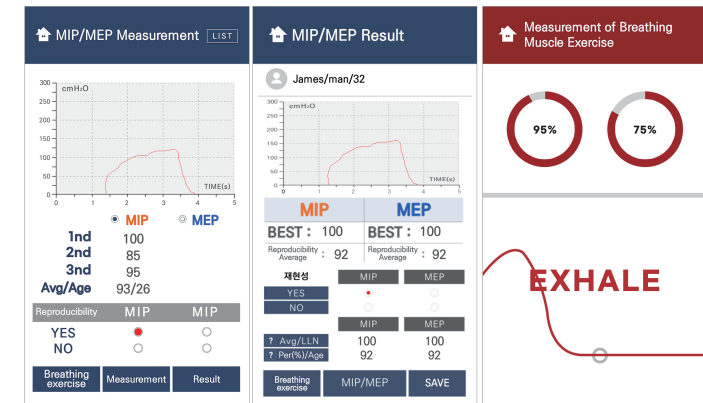 MIP/MEP Measurement LIST
cmH₂O
300
250
200
150
100
50
0
0 1 2 3 4 5
TIME(s)
MIP MEP
1nd 100
2nd 85
3nd 95
Avg/Age 93/26
Reproducibility MIP MIP
YES
NO
Breathing exercise
Measurement
Result
MIP/MEP Result
James/man/32
cmH₂O
300
250
200
150
100
50
0
0 1 2 3 4 5
TIME(s)
MIP MEP
BEST : 100 BEST : 100
Reproducibility Average : 92 Reproducibility Average : 92
재현성 MIP MEP
YES
NO
MIP MEP
? Avg/LLN 100 100
? Per(%)/Age 92 92
Breathing exercise
MIP/MEP
SAVE
Measurement of Breathing
Muscle Exercise
95% 75%
EXHALE